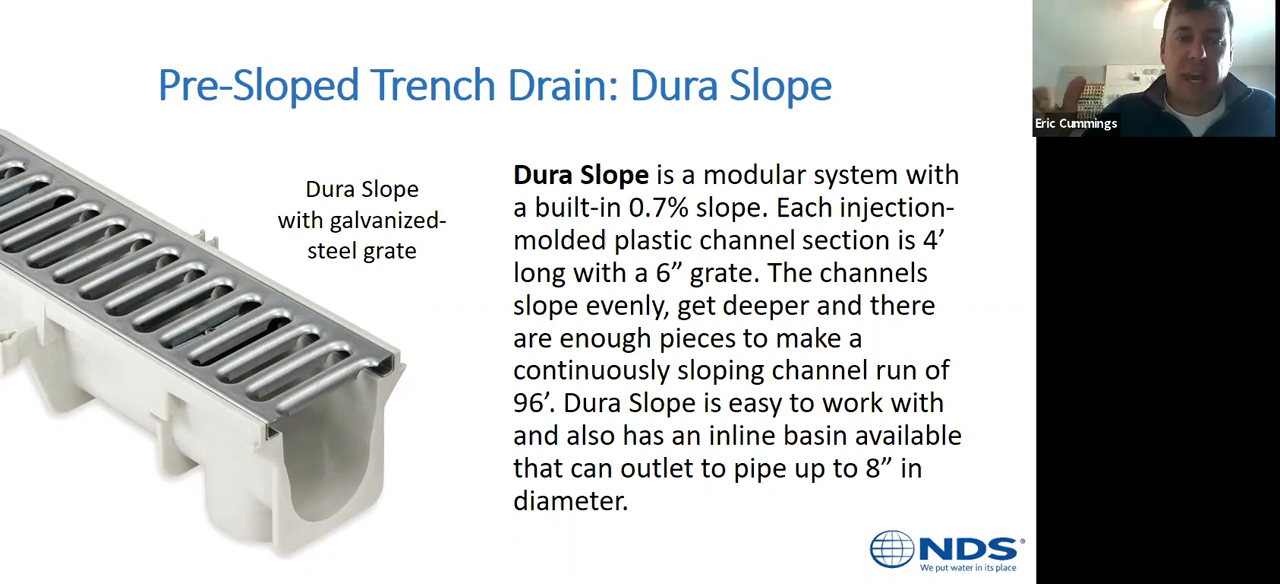 Pre-Sloped Trench Drain: Dura Slope
Eric Cummings
Dura Slope
with galvanized-
steel grate
Dura Slope is a modular system with
a built-in 0.7% slope. Each injection-
molded plastic channel section is 4’
long with a 6” grate. The channels
slope evenly, get deeper and there
are enough pieces to make a
continuously sloping channel run of
96’. Dura Slope is easy to work with
and also has an inline basin available
that can outlet to pipe up to 8” in
diameter.
NDS®
We put water in its place